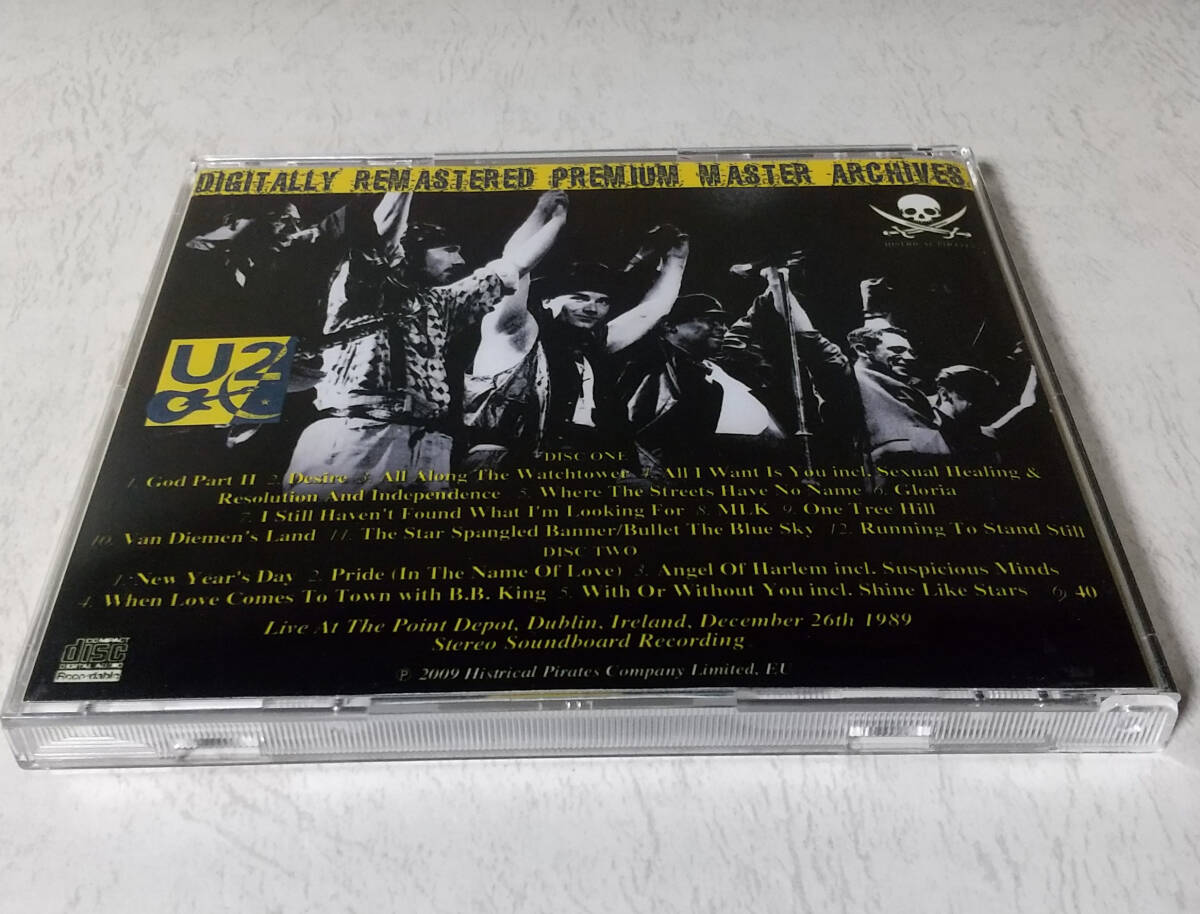 DIGITALLY REMASTERED PREMIUM MASTER ARCHIVES
HISTRICAL PIRATES
U2
DISC ONE
1. God Part II 2. Desire 3. All Along The Watchtower 4. All I Want Is You incl. Sexual Healing &
Resolution And Independence 5. Where The Streets Have No Name 6. Gloria
7. I Still Haven't Found What I'm Looking For 8. MLK 9. One Tree Hill
10. Van Diemen's Land 11. The Star Spangled Banner/Bullet The Blue Sky 12. Running To Stand Still
DISC TWO
1. New Year's Day 2. Pride (In The Name Of Love) 3. Angel Of Harlem incl. Suspicious Minds
4. When Love Comes To Town with B.B. King 5. With Or Without You incl. Shine Like Stars 6. 40
Live At The Point Depot, Dublin, Ireland, December 26th 1989
Stereo Soundboard Recording
COMPACT
disc
DIGITAL AUDIO
Recordable
℗ 2009 Histrical Pirates Company Limited, EU